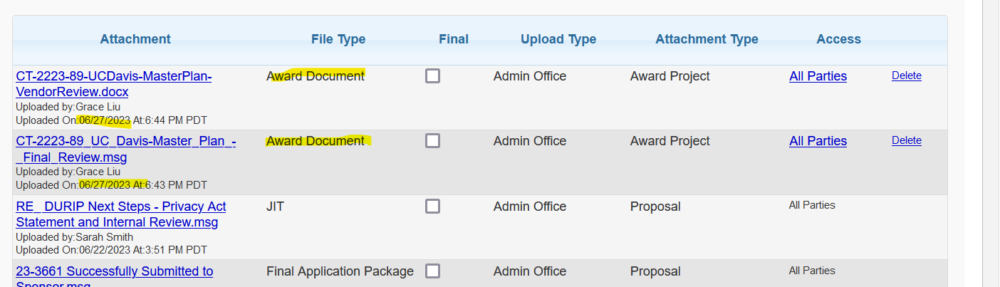 Attachment File Type Final Upload Type Attachment Type Access
CT-2223-89-UCDavis-MasterPlan- Award Document Admin Office Award Project All Parties Delete
VendorReview.docx
Uploaded by:Grace Liu
Uploaded On:06/27/2023 At:6:44 PM PDT
CT-2223-89_UC_Davis-Master_Plan_- Award Document Admin Office Award Project All Parties Delete
_Final_Review.msg
Uploaded by:Grace Liu
Uploaded On:06/27/2023 At:6:43 PM PDT
RE_ DURIP Next Steps - Privacy Act JIT Admin Office Proposal All Parties
Statement and Internal Review.msg
Uploaded by:Sarah Smith
Uploaded On:06/22/2023 At:3:51 PM PDT
23-3661 Successfully Submitted to Final Application Package Admin Office Proposal All Parties
Sponsor.msg